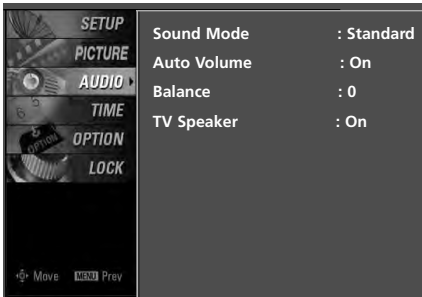 SETUP
PICTURE
AUDIO
TIME
OPTION
LOCK
Move MENU Prev
Sound Mode : Standard
Auto Volume : On
Balance : 0
TV Speaker : On